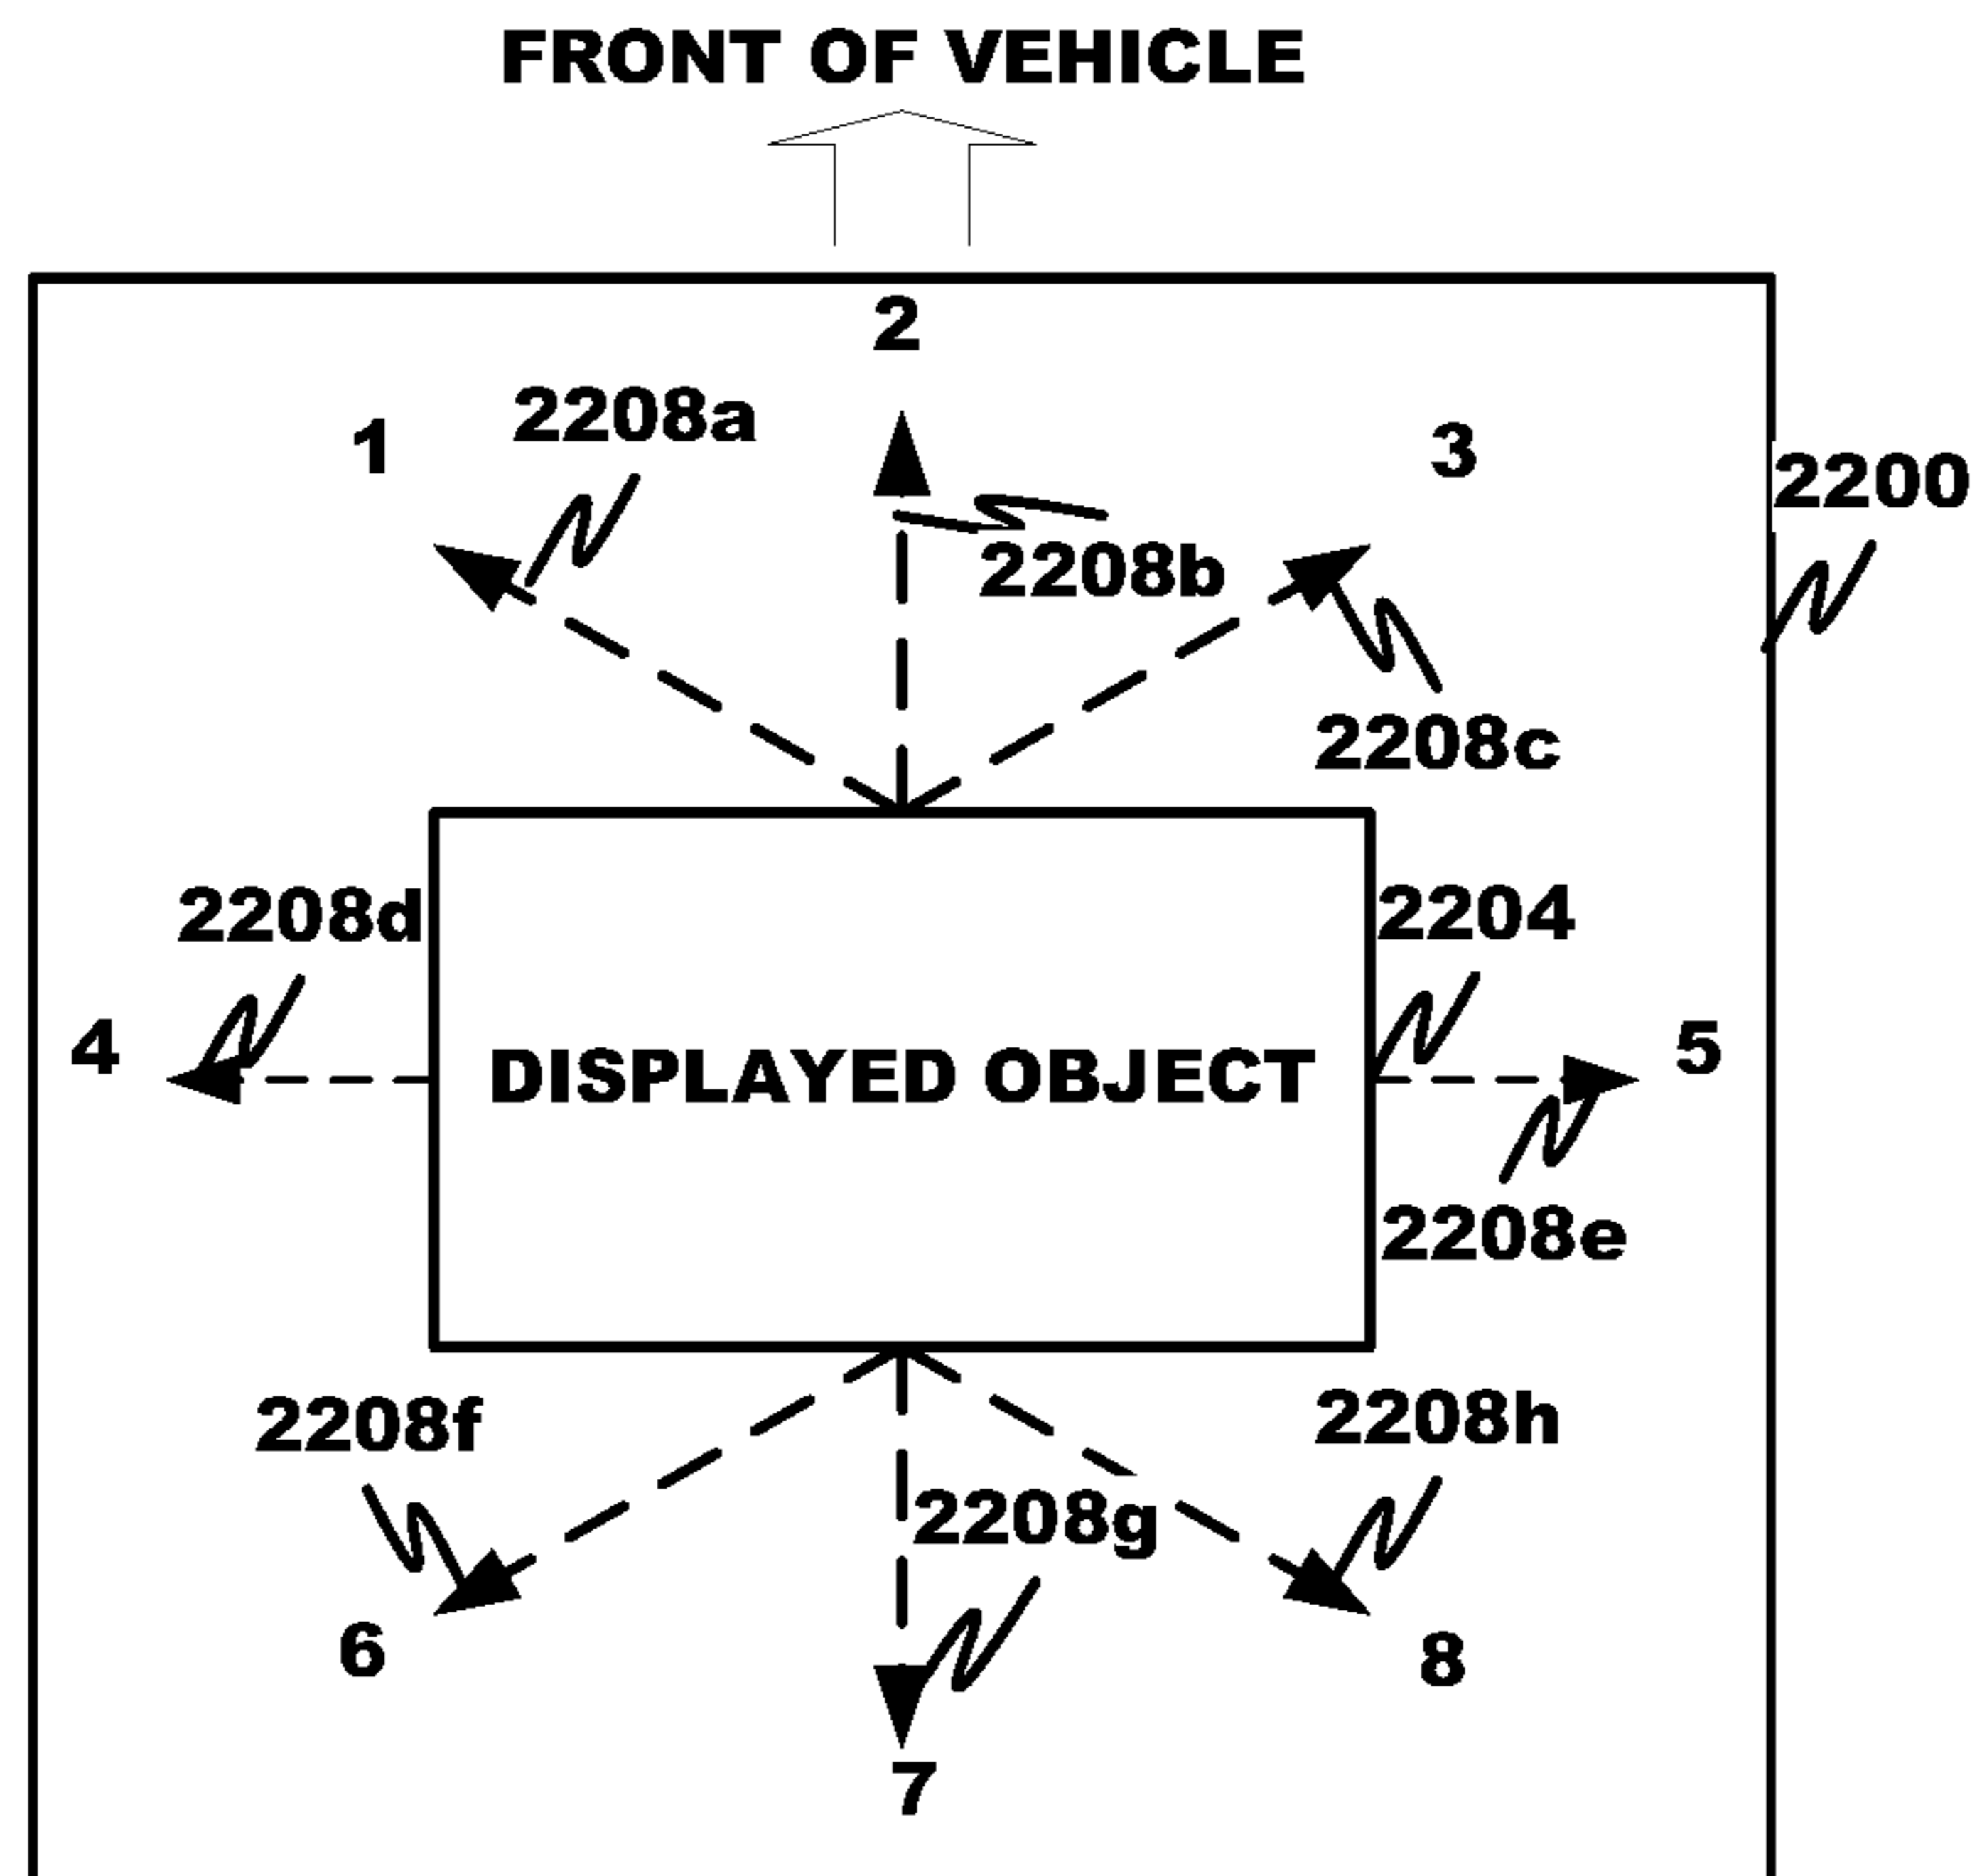 FRONT OF VEHICLE
2
2208a
1
3
2200
2208b
2208c
2208d
2204
4
DISPLAYED OBJECT
5
2208e
2208f
2208h
2208g
6
8
7